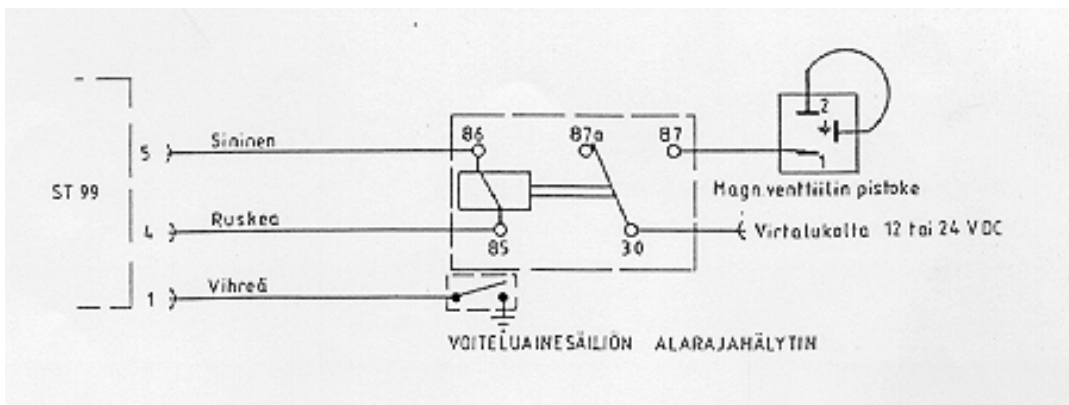 86 87a 87
2
1
5 Sininen
ST 99
Magn.venttiilin pistoke
4 Ruskea
85 30
Virtalukolta 12 tai 24 VDC
1 Vihreä
VOITELUAINESÄILIÖN ALARAJAHÄLYTIN